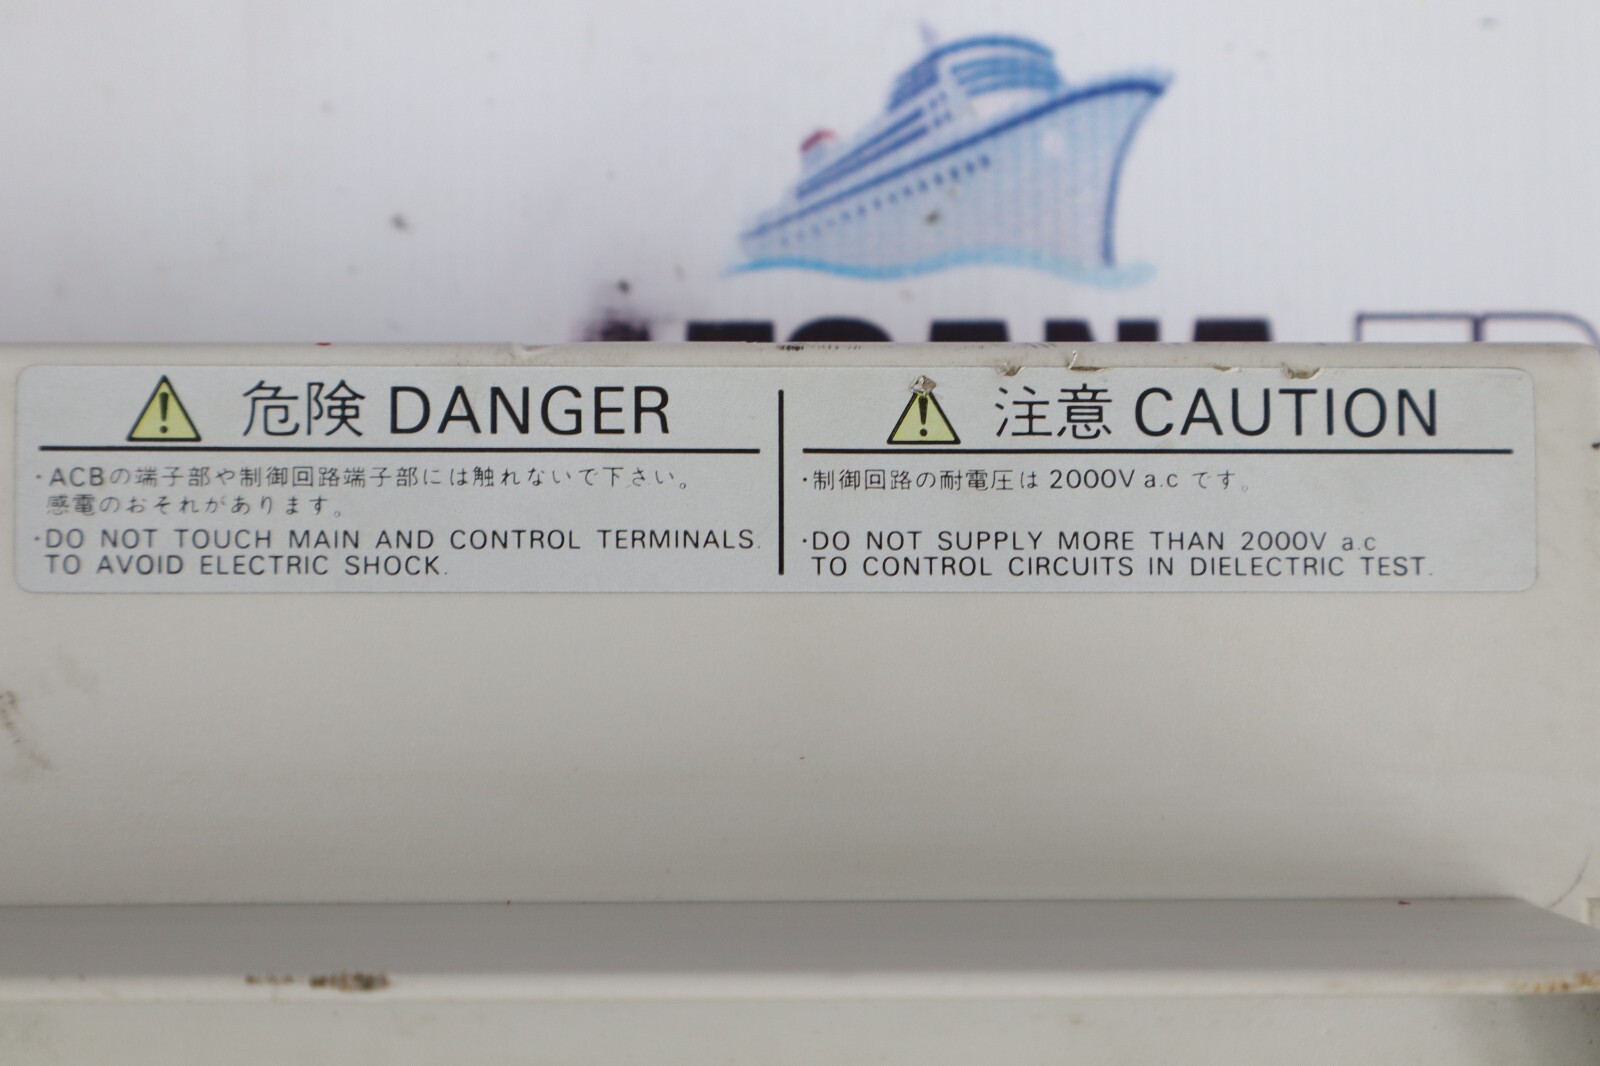 危険 DANGER
・ACBの端子部や制御回路端子部には触れないで下さい。
感電のおそれがあります。
・DO NOT TOUCH MAIN AND CONTROL TERMINALS.
TO AVOID ELECTRIC SHOCK.
注意 CAUTION
・制御回路の耐電圧は 2000V a.c です。
・DO NOT SUPPLY MORE THAN 2000V a.c
TO CONTROL CIRCUITS IN DIELECTRIC TEST.